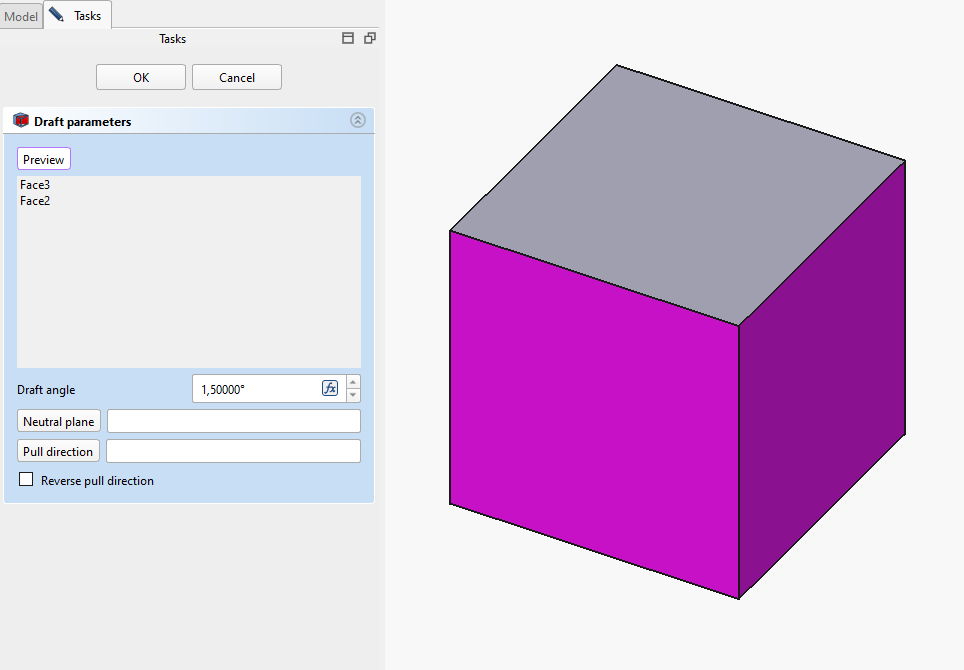 Model
Tasks
Tasks
OK
Cancel
Draft parameters
Preview
Face3
Face2
Draft angle
1,50000°
fx
Neutral plane
Pull direction
Reverse pull direction